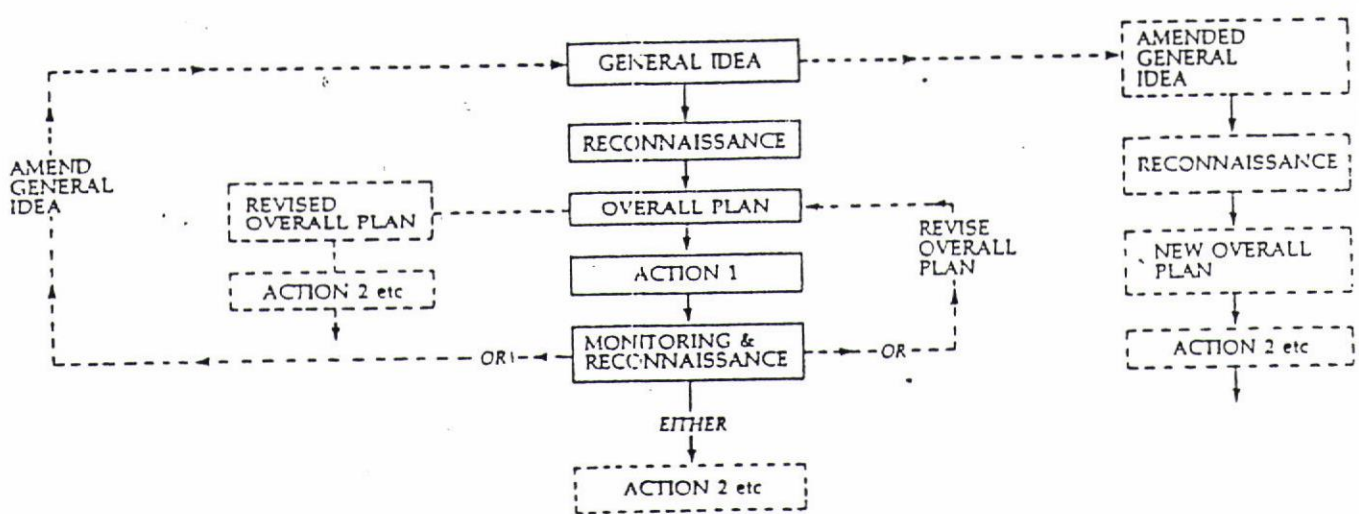 GENERAL IDEA
AMENDED
GENERAL
IDEA
RECONNAISSANCE
RECONNAISSANCE
AMEND
GENERAL
IDEA
REVISED
OVERALL PLAN
OVERALL PLAN
REVISE
OVERALL
PLAN
NEW OVERALL
PLAN
ACTION 1
ACTION 2 etc
MONITORING &
RECONNAISSANCE
OR
OR
ACTION 2 etc
EITHER
ACTION 2 etc